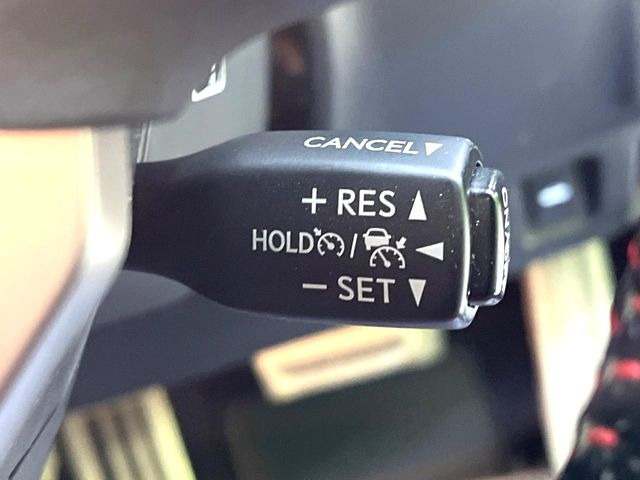 CANCEL▼
+ RES ▲
HOLD / ◀
− SET ▼